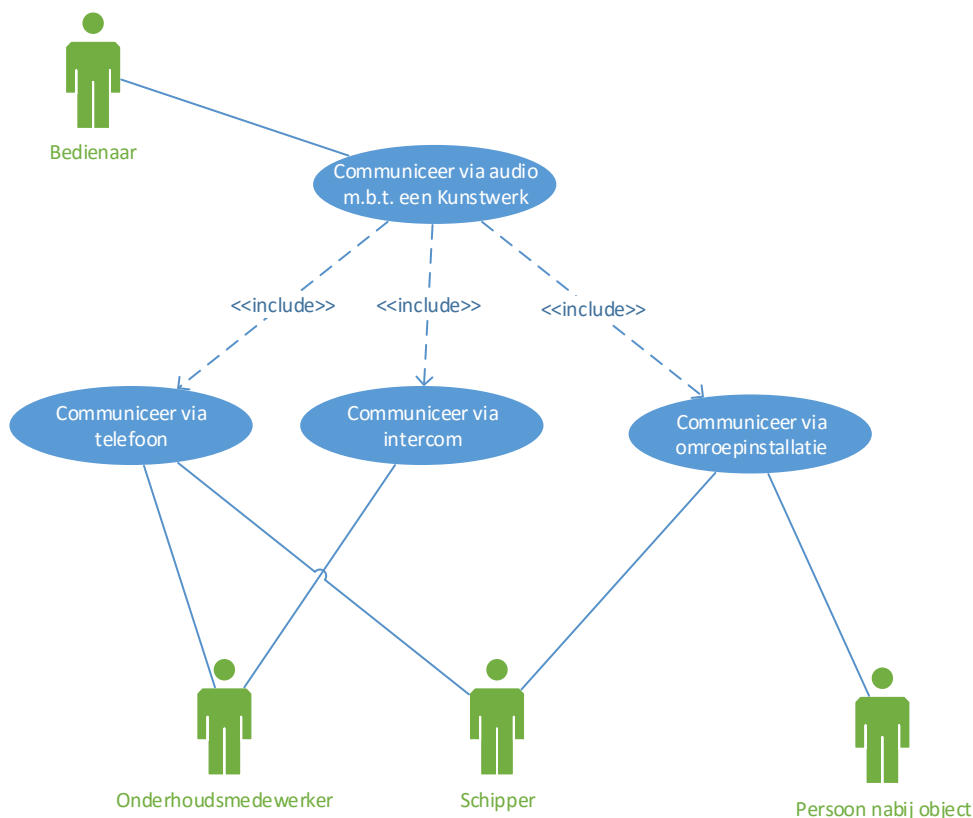 Bedienaar
Communiceer via audio
m.b.t. een Kunstwerk
<<include>>
<<include>>
<<include>>
Communiceer via
telefoon
Communiceer via
intercom
Communiceer via
omroepinstallatie
Onderhoudsmedewerker
Schipper
Persoon nabij object